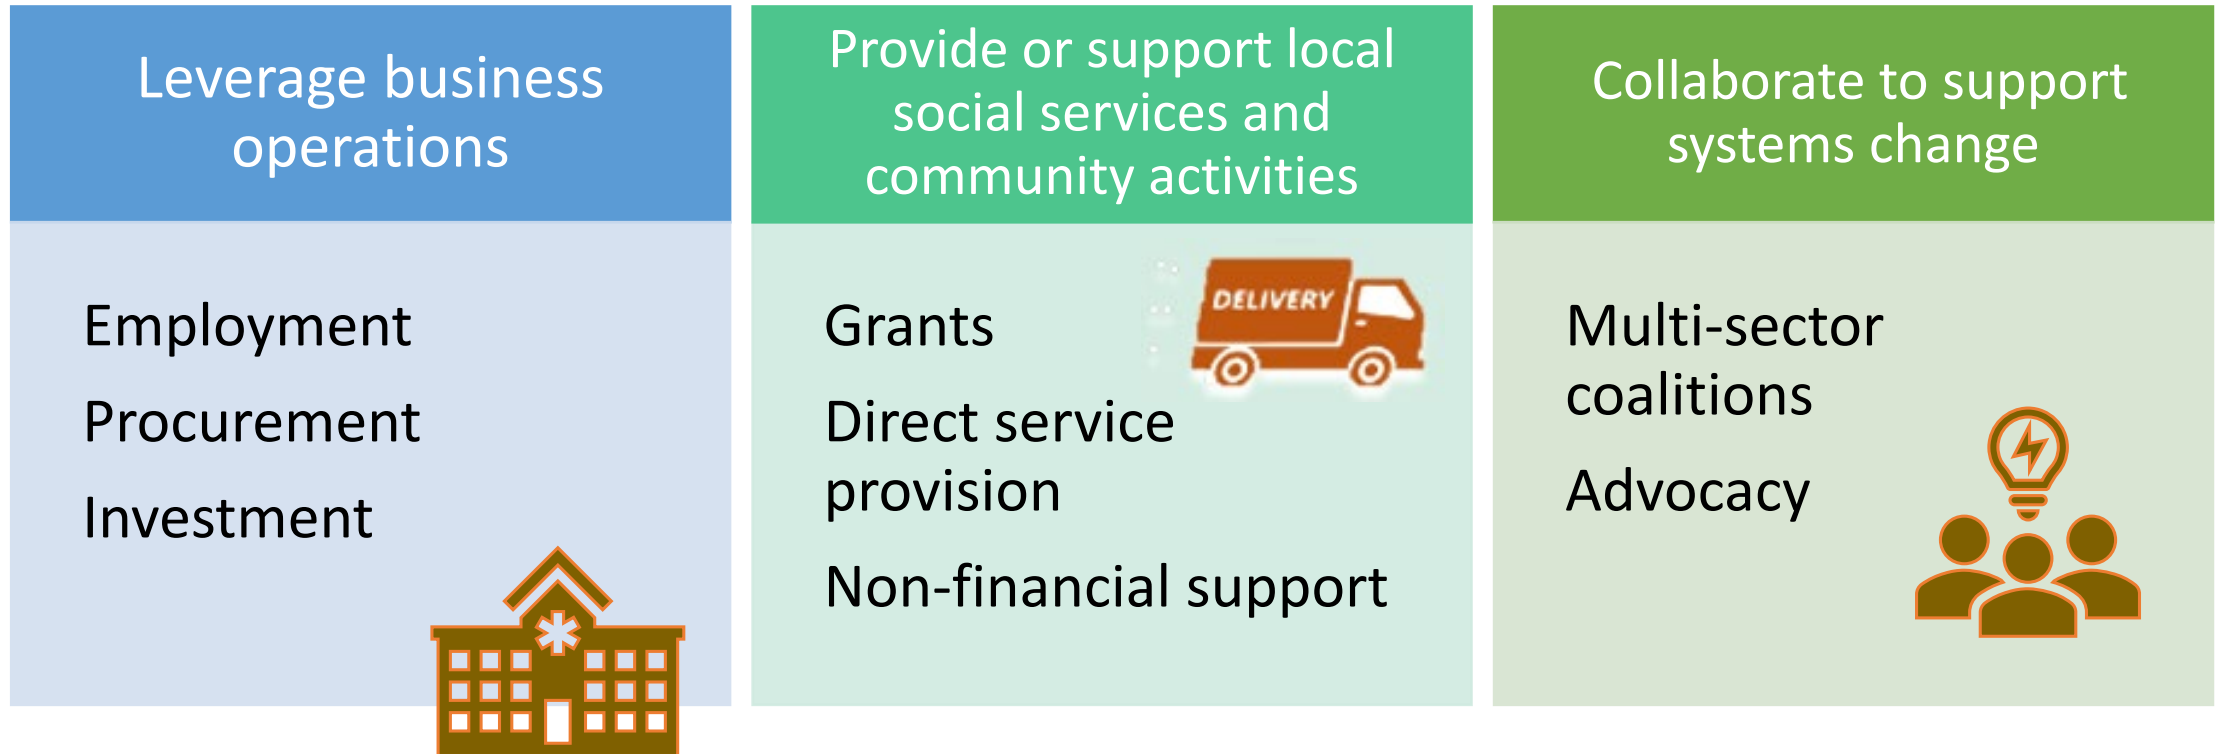 Leverage business
operations
Employment
Procurement
Investment
Provide or support local
social services and
community activities
Grants
DELIVERY
Direct service
provision
Non-financial support
Collaborate to support
systems change
Multi-sector
coalitions
Advocacy